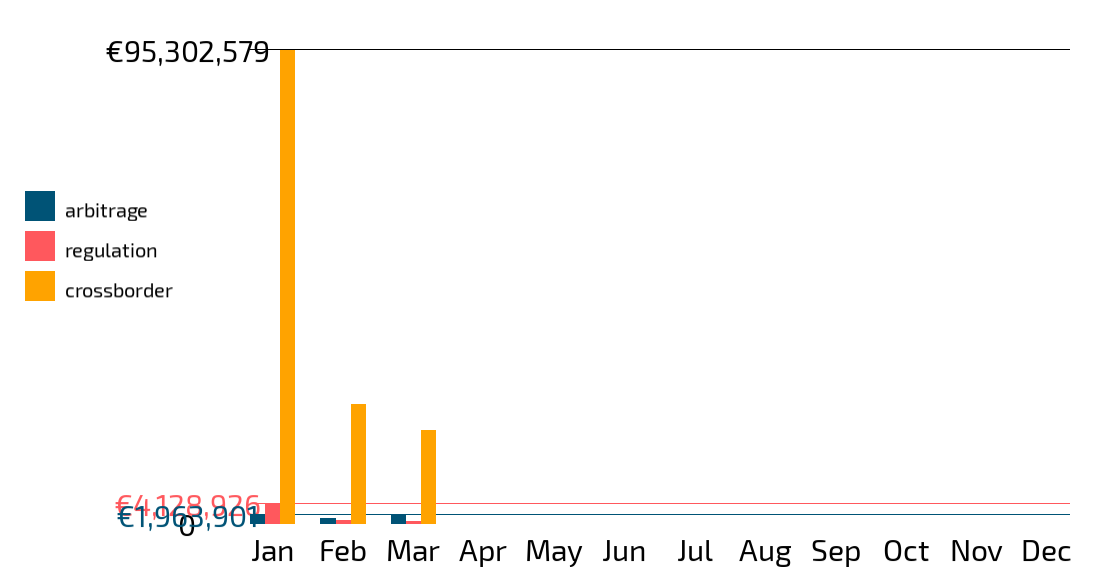 €95,302,579
arbitrage
regulation
crossborder
€4,128,926
€1,963,901
0
Jan Feb Mar Apr May Jun Jul Aug Sep Oct Nov Dec